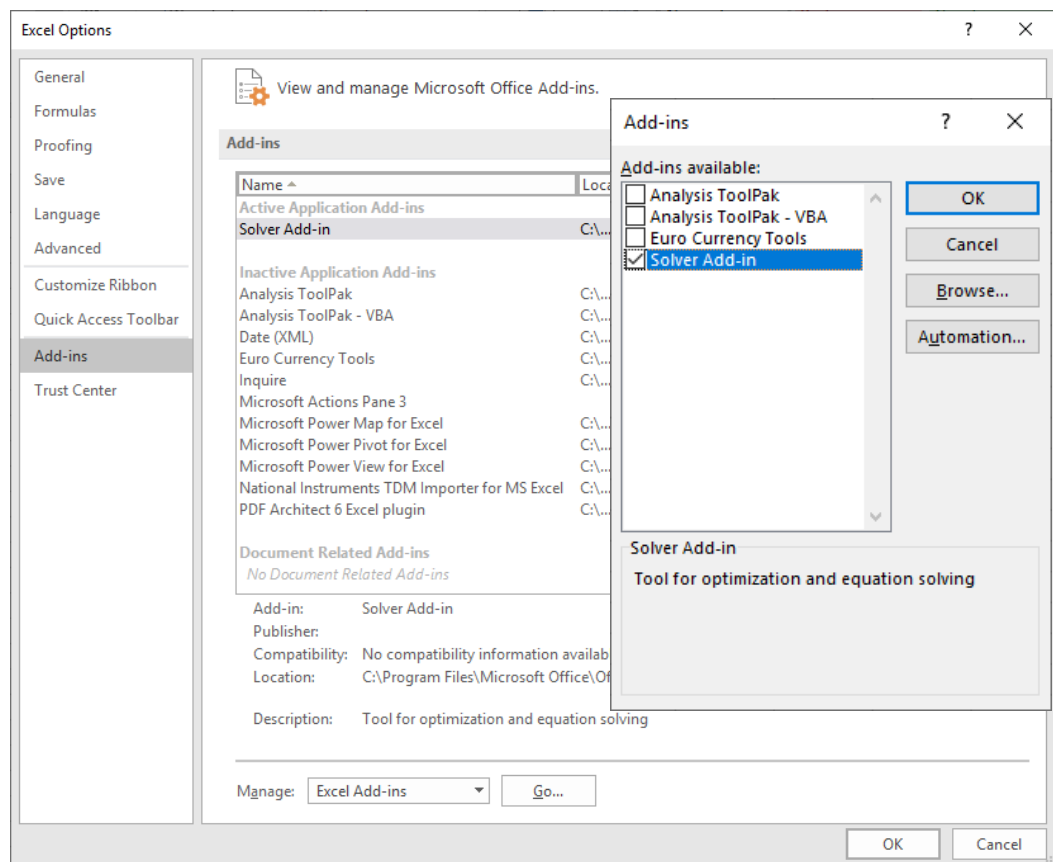 Excel Options
?
General
Formulas
Proofing
Save
Language
Advanced
Customize Ribbon
Quick Access Toolbar
Add-ins
Trust Center
View and manage Microsoft Office Add-ins.
Add-ins
Name
Loca
Active Application Add-ins
Solver Add-in C:\...
Inactive Application Add-ins
Analysis ToolPak C:\...
Analysis ToolPak - VBA C:\...
Date (XML) C:\...
Euro Currency Tools C:\...
Inquire C:\...
Microsoft Actions Pane 3
Microsoft Power Map for Excel C:\...
Microsoft Power Pivot for Excel C:\...
Microsoft Power View for Excel C:\...
National Instruments TDM Importer for MS Excel C:\...
PDF Architect 6 Excel plugin C:\...
Document Related Add-ins
No Document Related Add-ins
Add-in: Solver Add-in
Publisher:
Compatibility: No compatibility information availab
Location: C:\Program Files\Microsoft Office\Of
Description: Tool for optimization and equation solving
Manage: Excel Add-ins Go...
OK Cancel
Add-ins ?
Add-ins available:
Analysis ToolPak
Analysis ToolPak - VBA
Euro Currency Tools
Solver Add-in
OK
Cancel
Browse...
Automation...
Solver Add-in
Tool for optimization and equation solving